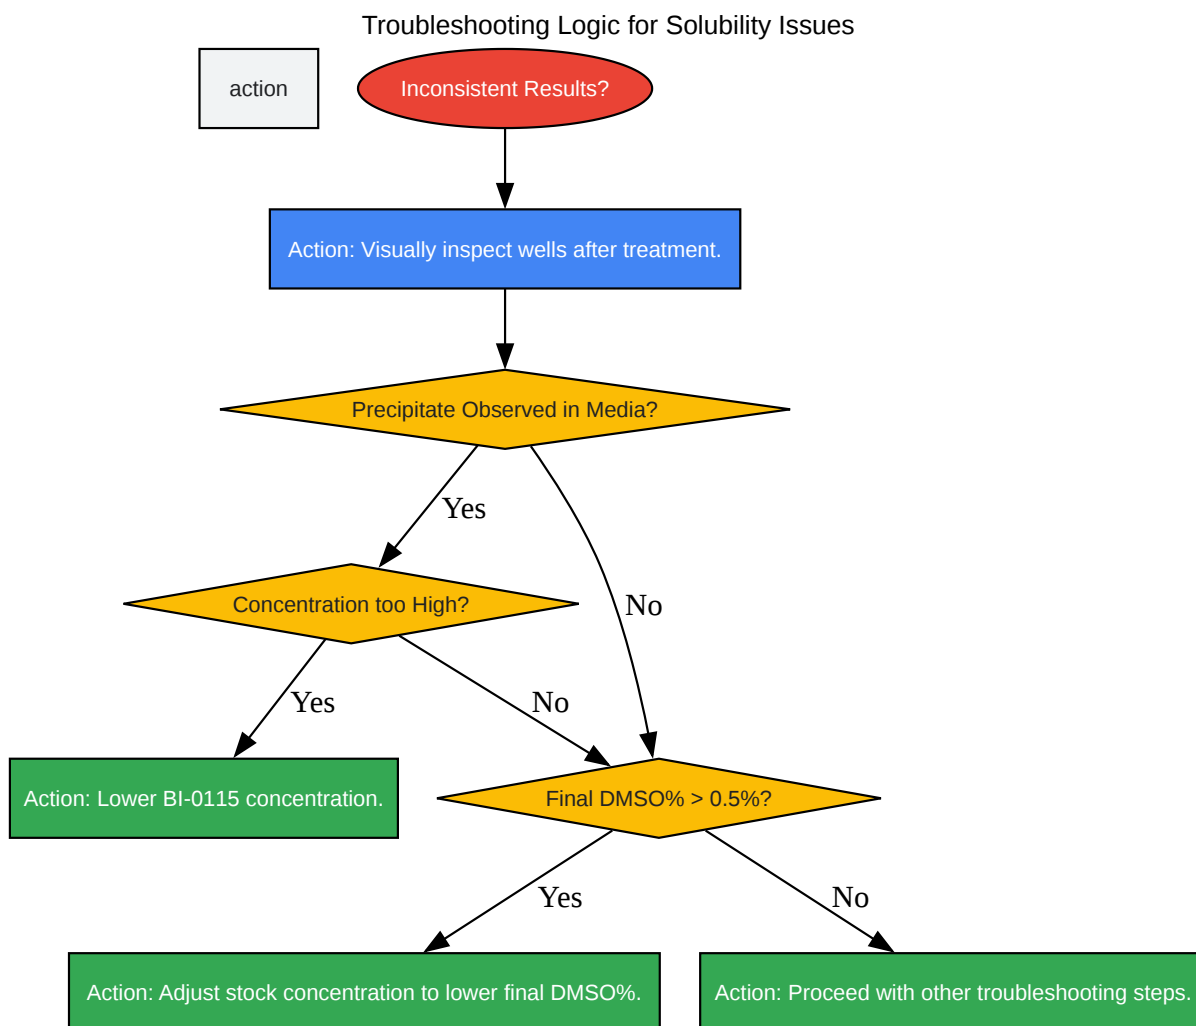 Troubleshooting Logic for Solubility Issues
action
Inconsistent Results?
Action: Visually inspect wells after treatment.
Precipitate Observed in Media?
Yes
Concentration too High?
No
Yes
No
Action: Lower BI-0115 concentration.
Final DMSO% > 0.5%?
Yes
No
Action: Adjust stock concentration to lower final DMSO%.
Action: Proceed with other troubleshooting steps.